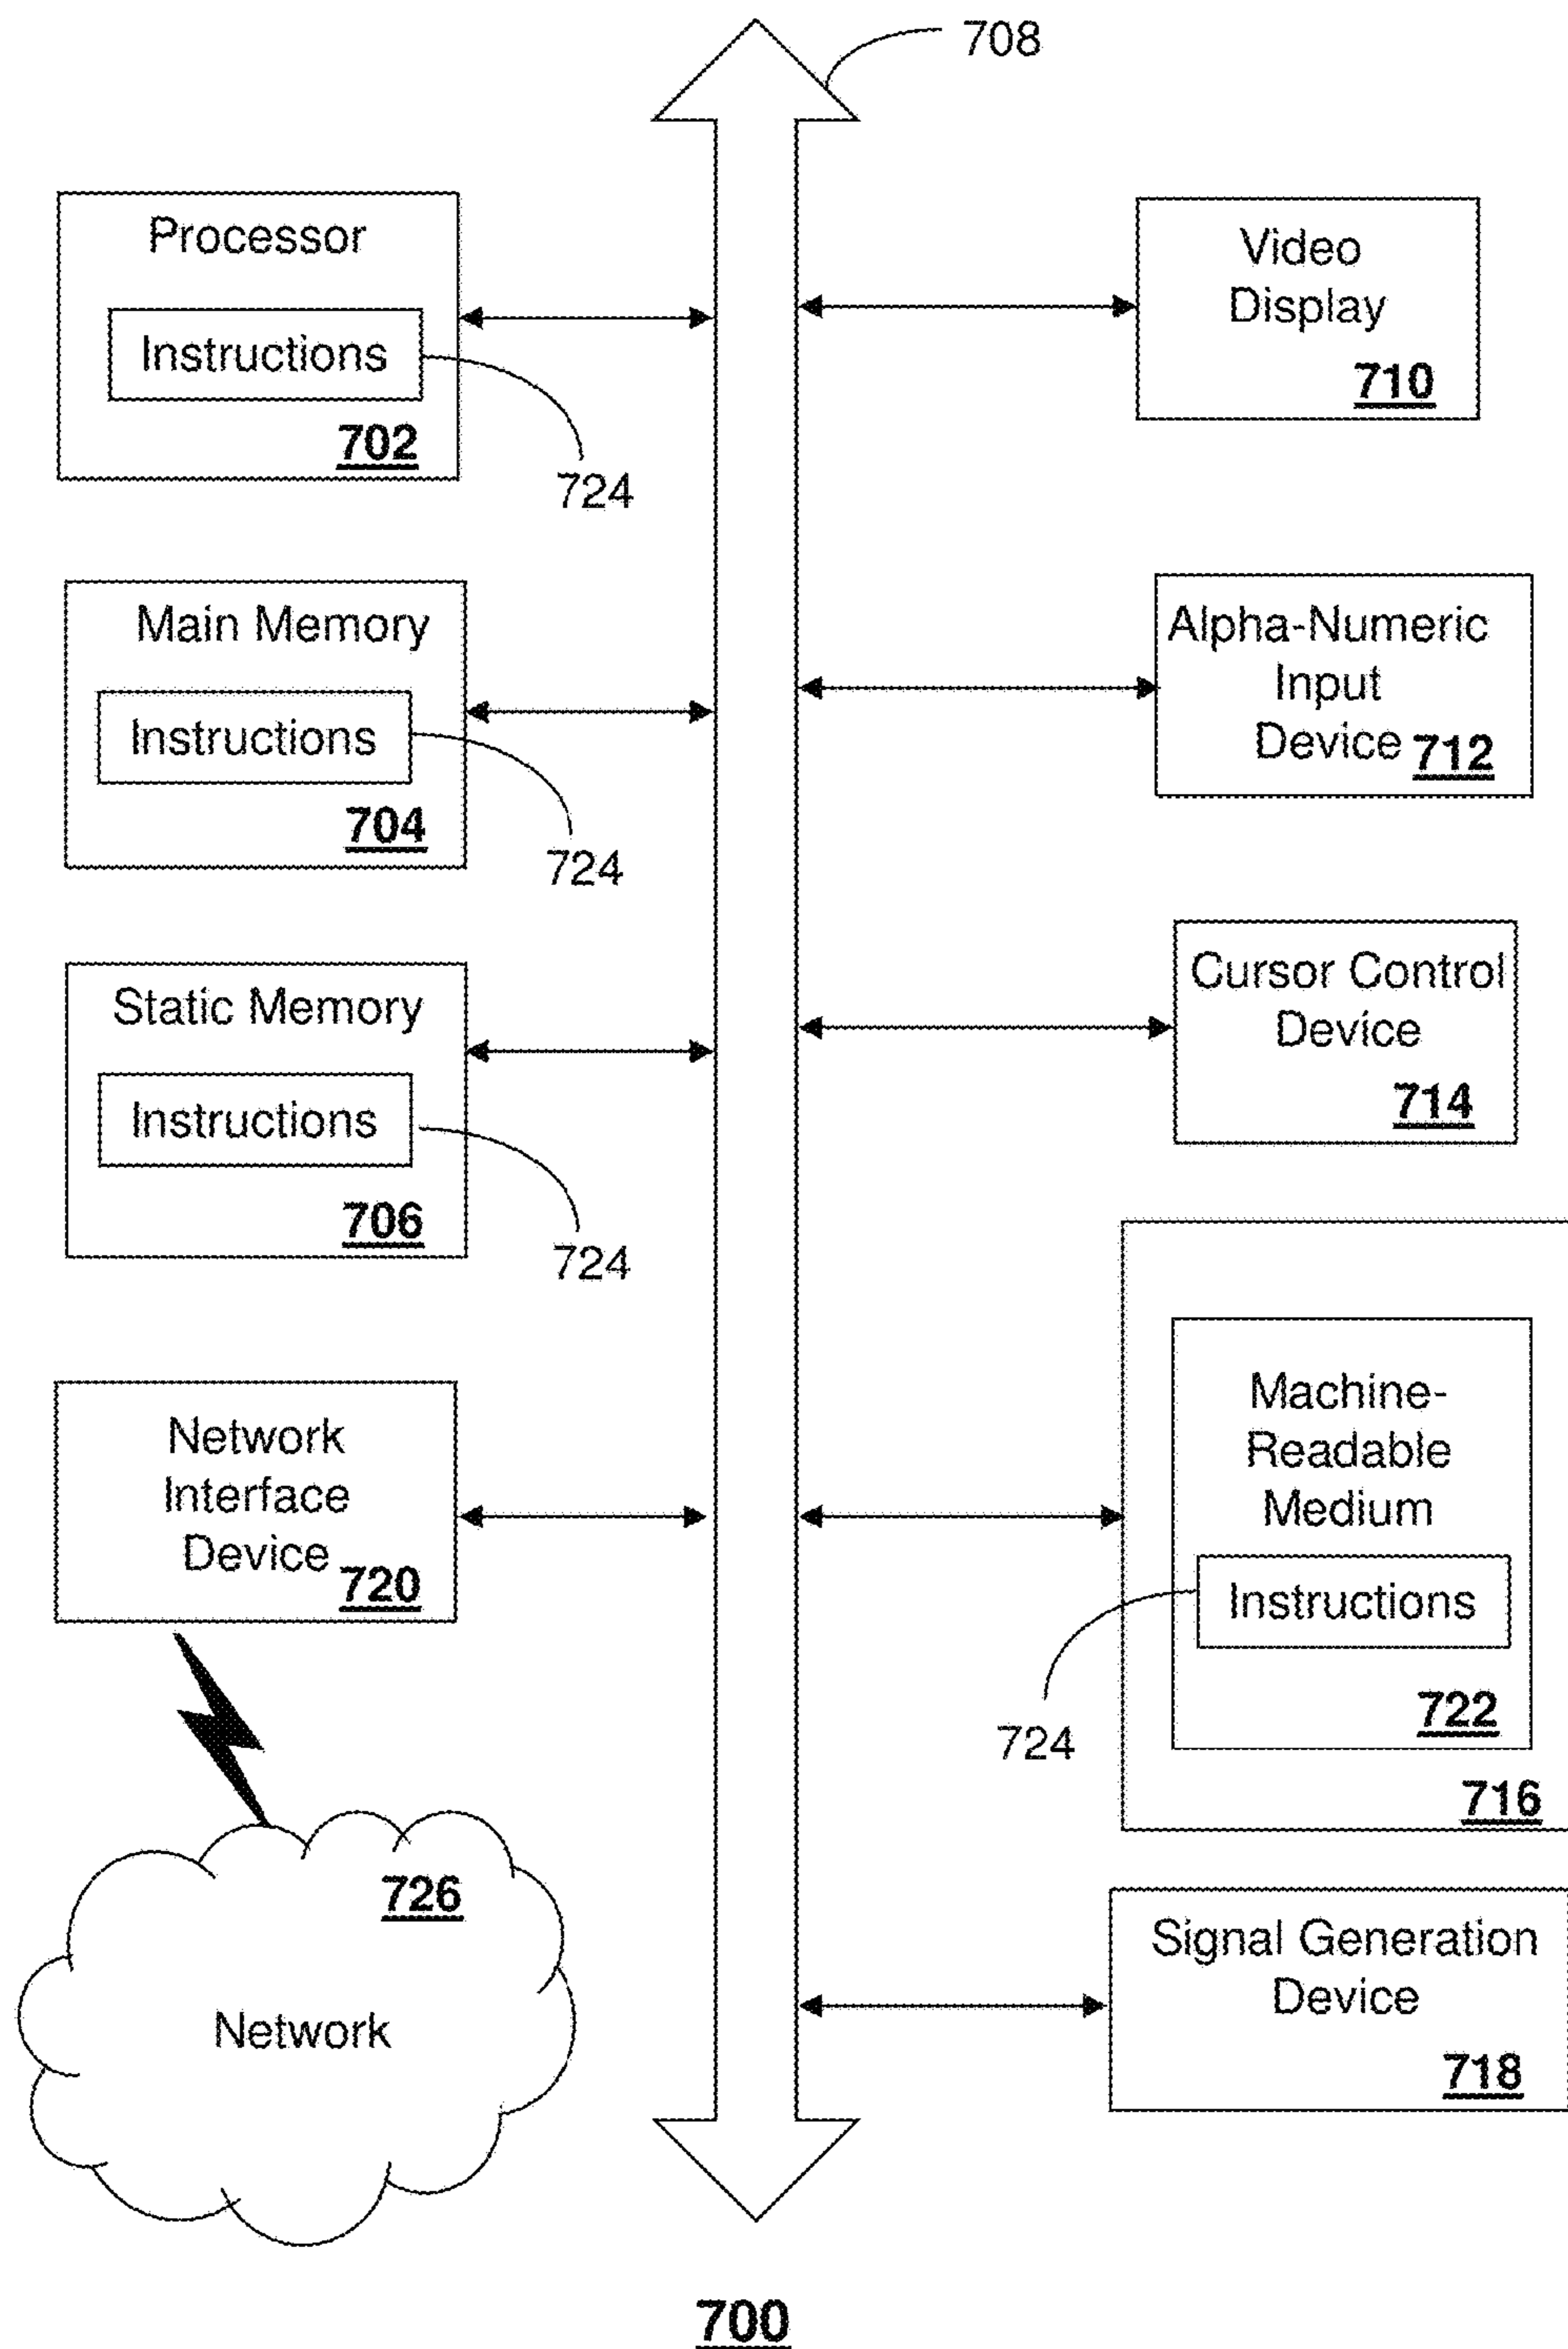 708
Processor
Instructions
702
724
Video
Display
710
Main Memory
Instructions
704
724
Alpha-Numeric
Input
Device 712
Static Memory
Instructions
706
724
Cursor Control
Device
714
Network
Interface
Device 720
Machine-
Readable
Medium
Instructions
722
724
716
726
Network
Signal Generation
Device
718
700